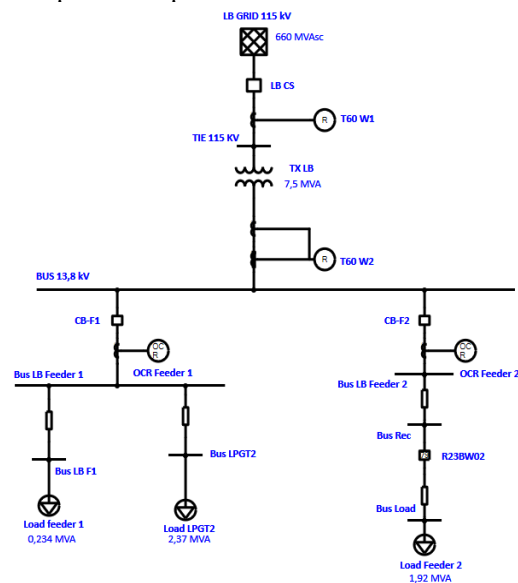 LB GRID 115 kV
660 MVAsc
LB CS
R
T60 W1
TIE 115 KV
TX LB
7,5 MVA
R
T60 W2
BUS 13,8 kV
CB-F1
CB-F2
OC
R
OC
R
OCR Feeder 1
OCR Feeder 2
Bus LB Feeder 1
Bus LB Feeder 2
Bus Rec
Bus LPGT2
R23BW02
Bus LB F1
Bus Load
Load feeder 1
0,234 MVA
Load LPGT2
2,37 MVA
Load Feeder 2
1,92 MVA